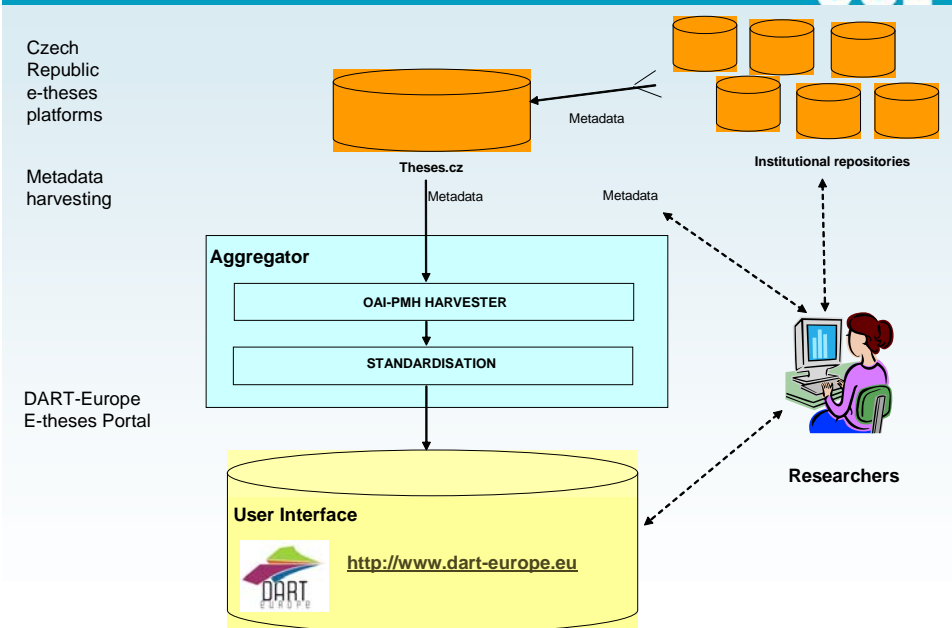 Czech
Republic
e-theses
platforms
Metadata
Theses.cz
Institutional repositories
Metadata
harvesting
Metadata
Metadata
Aggregator
OAI-PMH HARVESTER
STANDARDISATION
DART-Europe
E-theses Portal
Researchers
User Interface
http://www.dart-europe.eu
DART
EUROPE